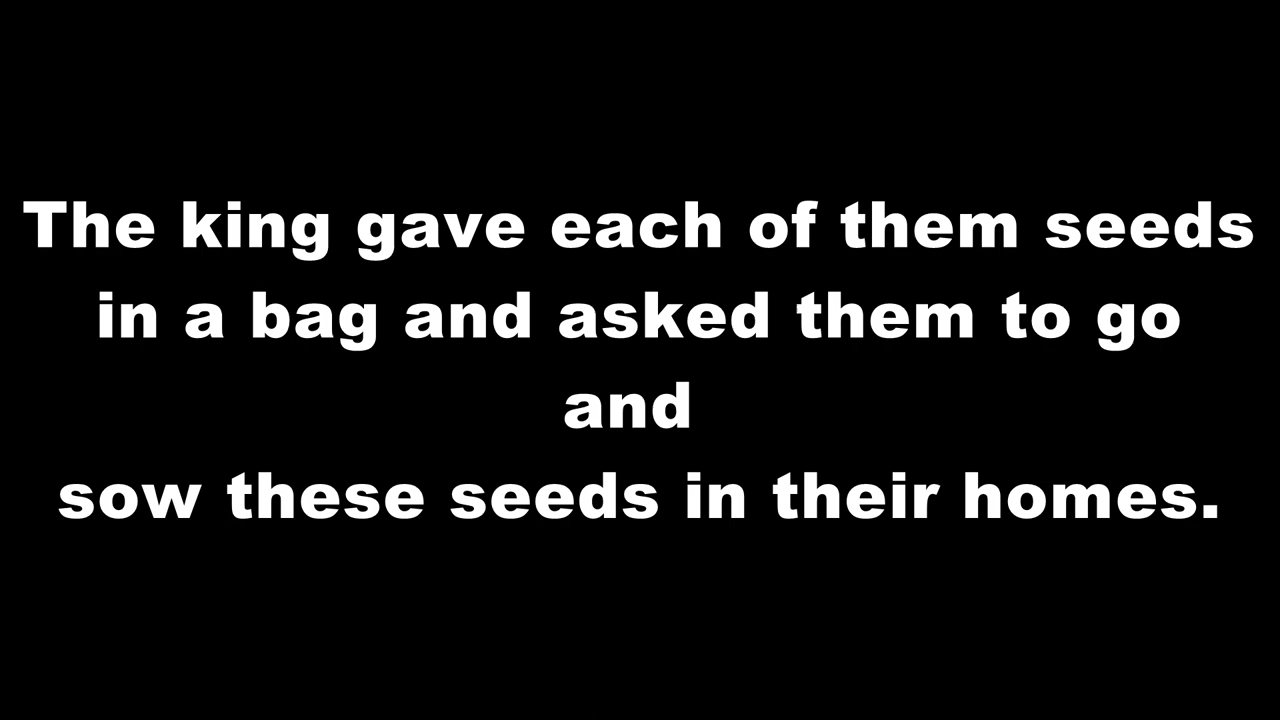 The king gave each of them seeds
in a bag and asked them to go
and
sow these seeds in their homes.